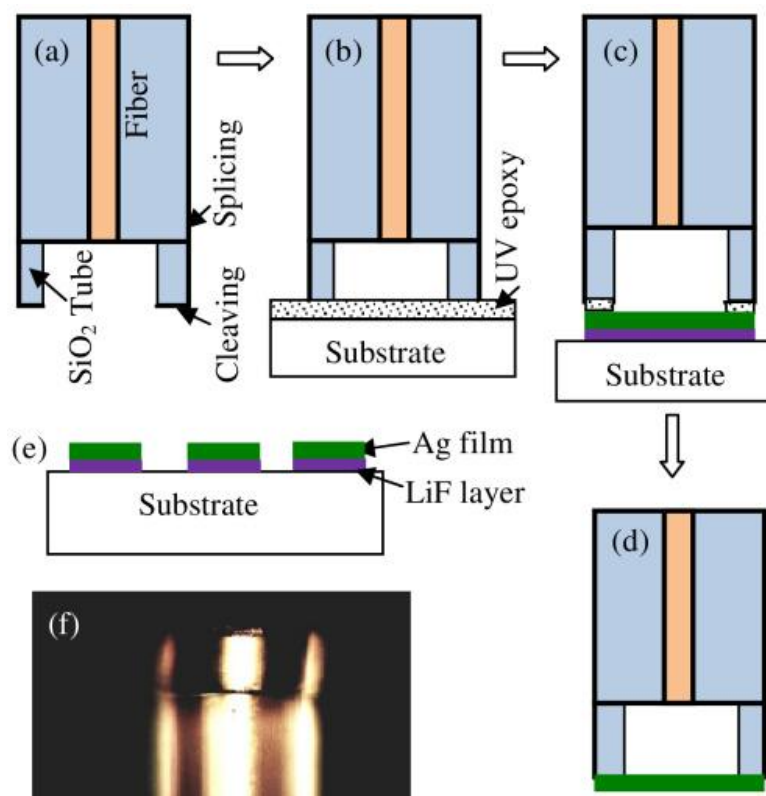 (a)
Fiber
Splicing
SiO₂ Tube
Cleaving
(b)
UV epoxy
Substrate
(c)
Substrate
(e)
Ag film
LiF layer
Substrate
(d)
(f)